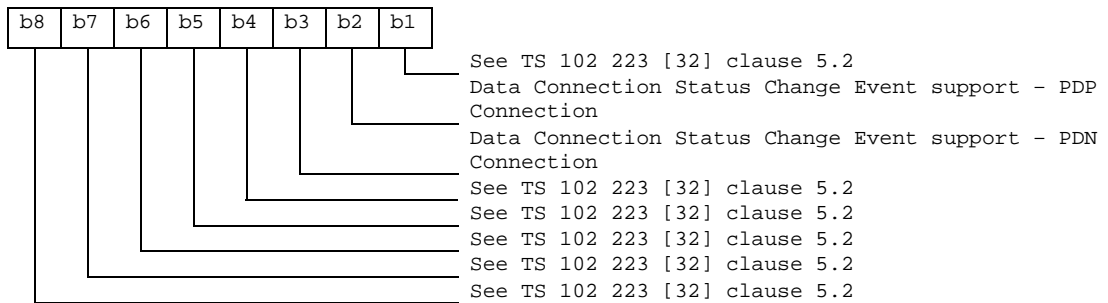 b8 b7 b6 b5 b4 b3 b2 b1
See TS 102 223 [32] clause 5.2
Data Connection Status Change Event support – PDP
Connection
Data Connection Status Change Event support – PDN
Connection
See TS 102 223 [32] clause 5.2
See TS 102 223 [32] clause 5.2
See TS 102 223 [32] clause 5.2
See TS 102 223 [32] clause 5.2
See TS 102 223 [32] clause 5.2